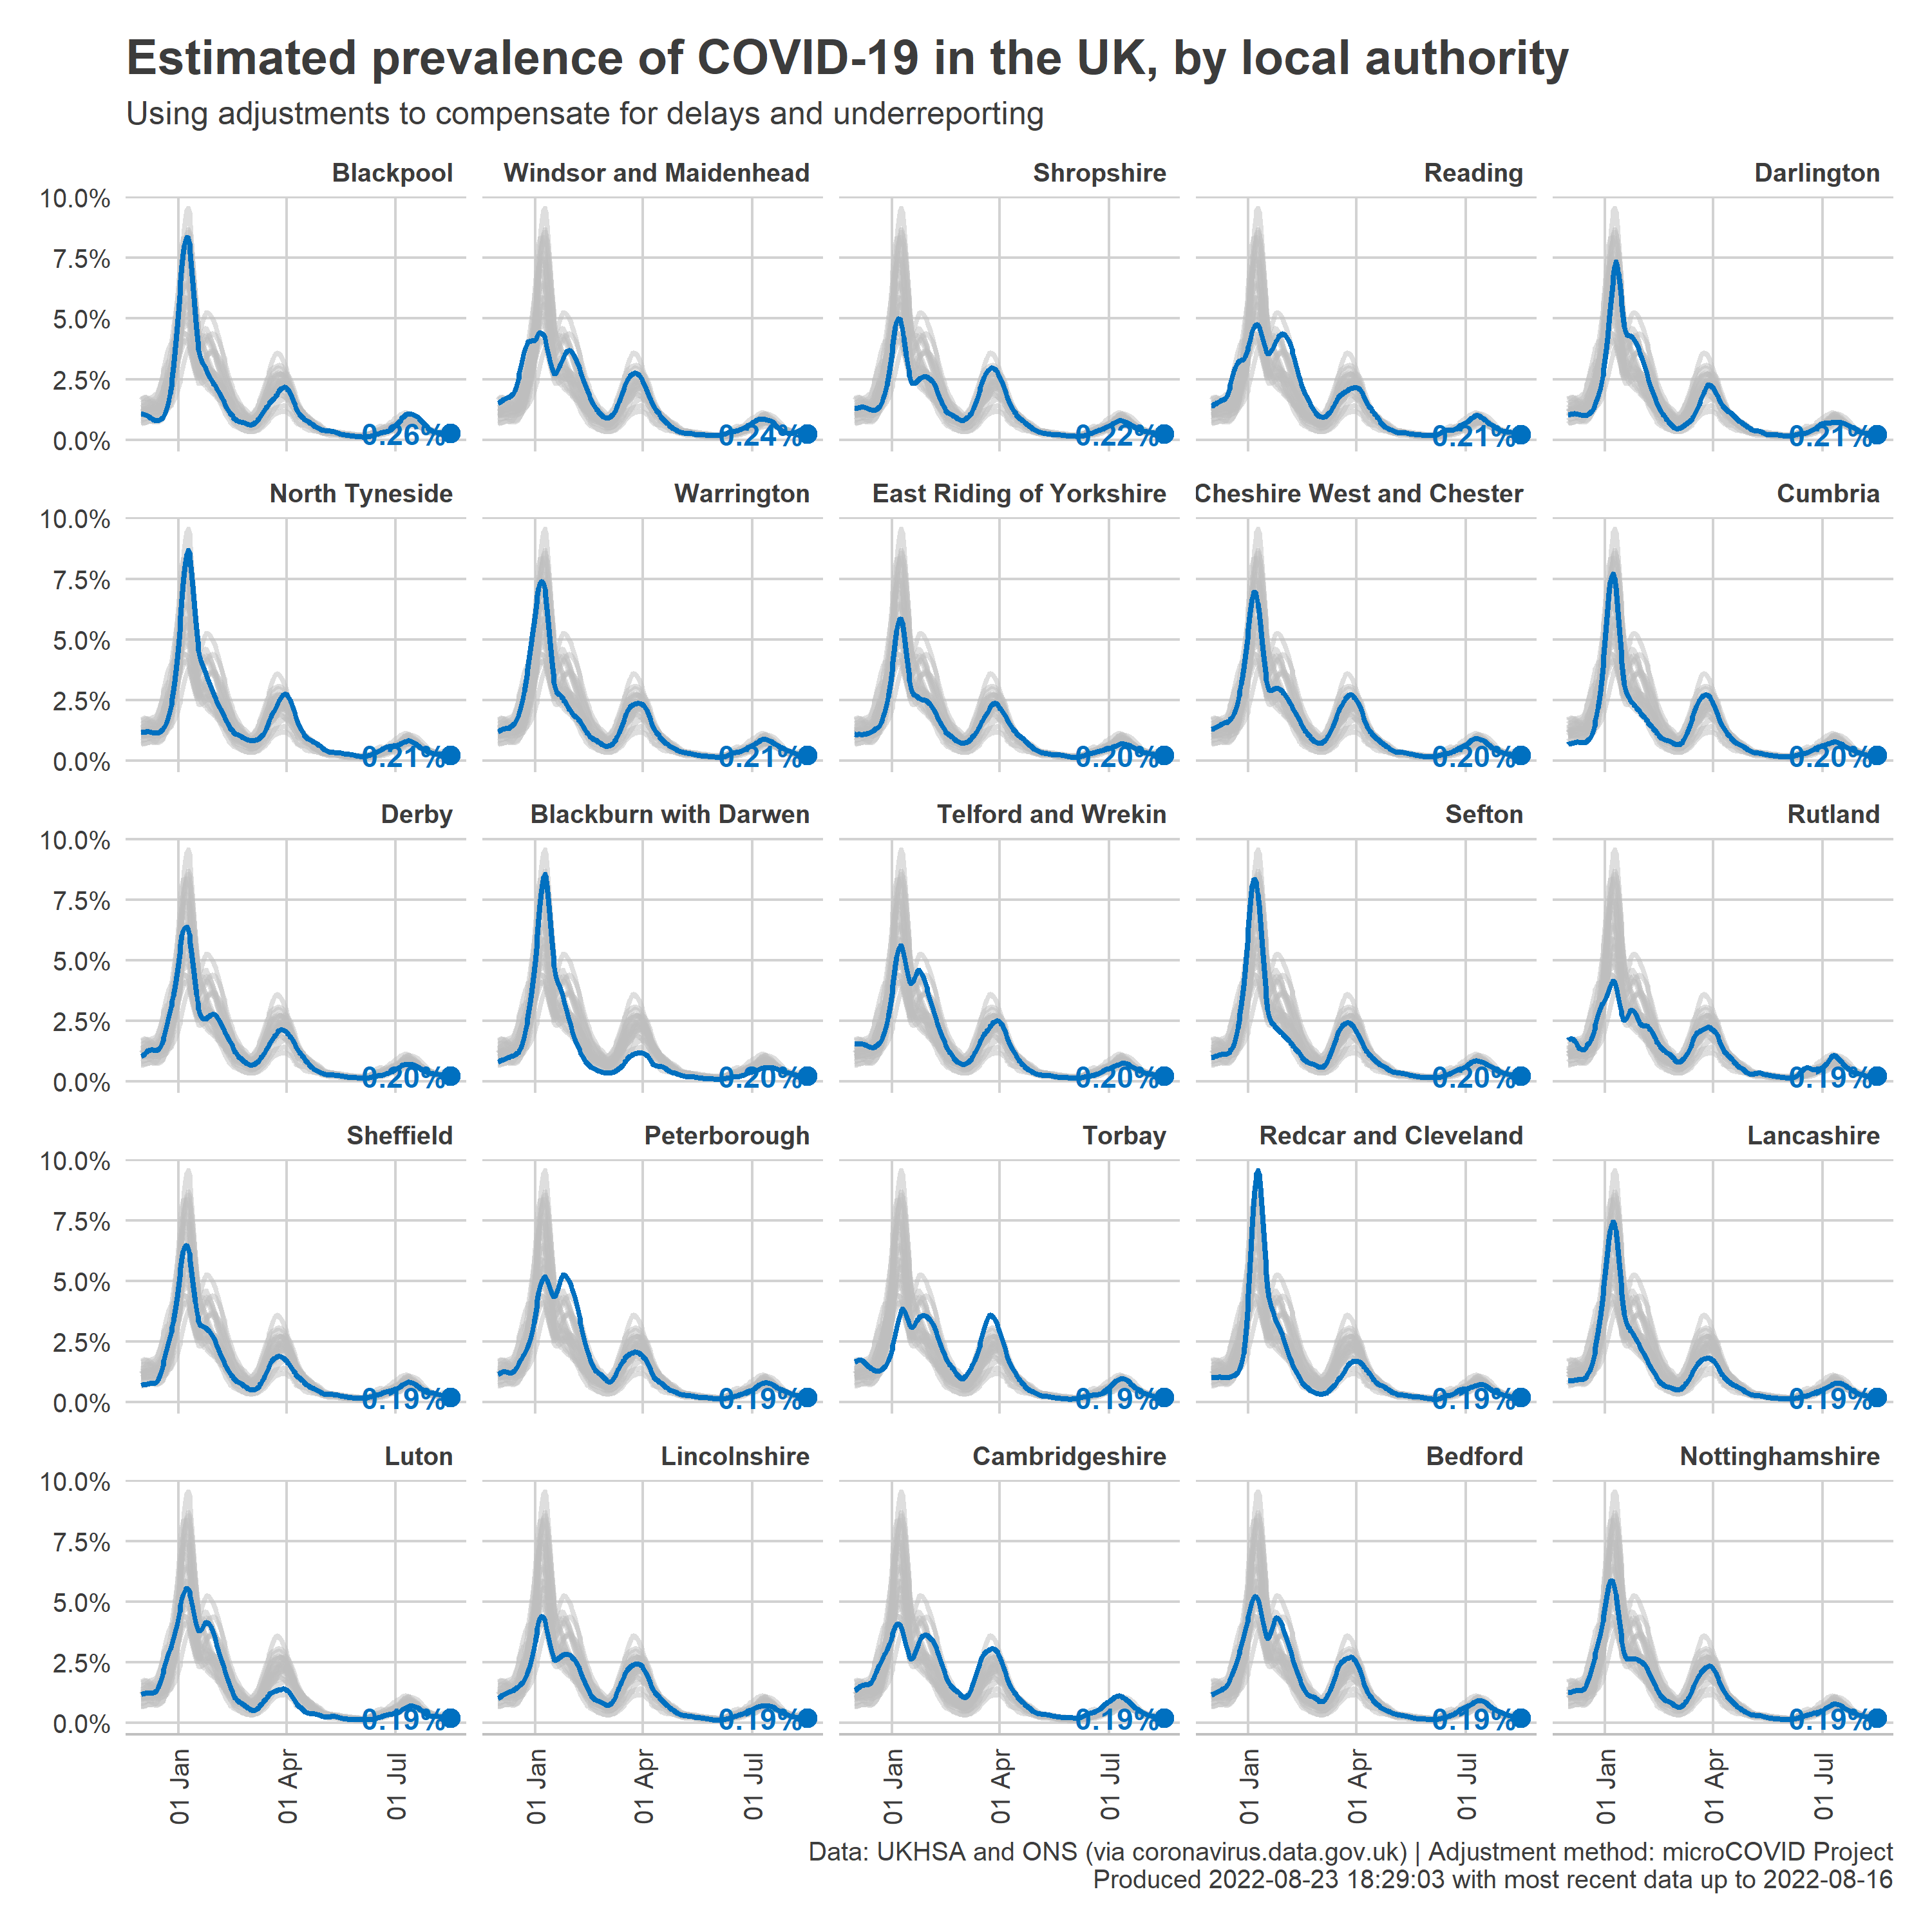 Estimated prevalence of COVID-19 in the UK, by local authority
Using adjustments to compensate for delays and underreporting
Blackpool Windsor and Maidenhead Shropshire Reading Darlington
10.0%
7.5%
5.0%
2.5%
0.0%
0.26% 0.24% 0.22% 0.21% 0.21%
North Tyneside Warrington East Riding of Yorkshire Cheshire West and Chester Cumbria
10.0%
7.5%
5.0%
2.5%
0.0%
0.21% 0.21% 0.20% 0.20% 0.20%
Derby Blackburn with Darwen Telford and Wrekin Sefton Rutland
10.0%
7.5%
5.0%
2.5%
0.0%
0.20% 0.20% 0.20% 0.20% 0.19%
Sheffield Peterborough Torbay Redcar and Cleveland Lancashire
10.0%
7.5%
5.0%
2.5%
0.0%
0.19% 0.19% 0.19% 0.19% 0.19%
Luton Lincolnshire Cambridgeshire Bedford Nottinghamshire
10.0%
7.5%
5.0%
2.5%
0.0%
0.19% 0.19% 0.19% 0.19% 0.19%
01 Jan 01 Apr 01 Jul 01 Jan 01 Apr 01 Jul 01 Jan 01 Apr 01 Jul 01 Jan 01 Apr 01 Jul 01 Jan 01 Apr 01 Jul
Data: UKHSA and ONS (via coronavirus.data.gov.uk) | Adjustment method: microCOVID Project
Produced 2022-08-23 18:29:03 with most recent data up to 2022-08-16